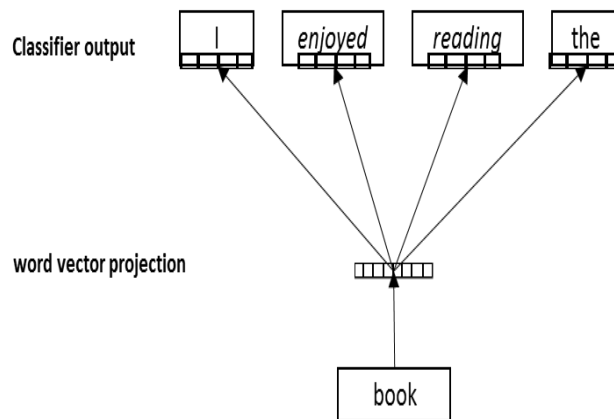 Classifier output
I
enjoyed
reading
the
word vector projection
book